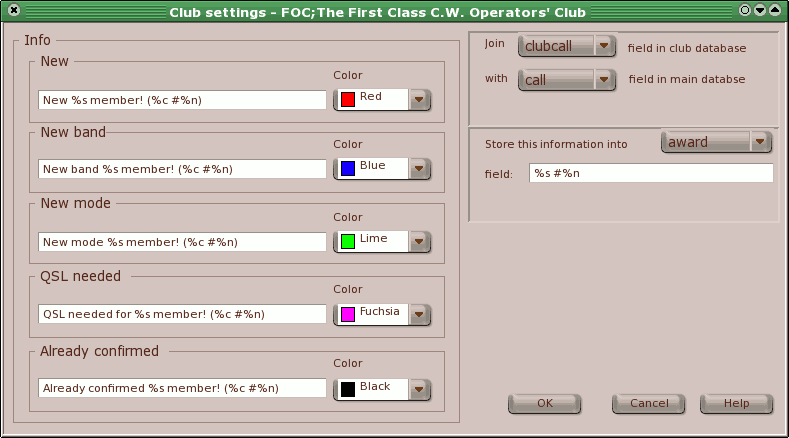 Club settings - FOC;The First Class C.W. Operators' Club
Info
New
Color
New %s member! (%c #%n)
Red
New band
Color
New band %s member! (%c #%n)
Blue
New mode
Color
New mode %s member! (%c #%n)
Lime
QSL needed
Color
QSL needed for %s member! (%c #%n)
Fuchsia
Already confirmed
Color
Already confirmed %s member! (%c #%n)
Black
Join clubcall field in club database
with call field in main databse
Store this information into award
field: %s #%n
OK Cancel Help